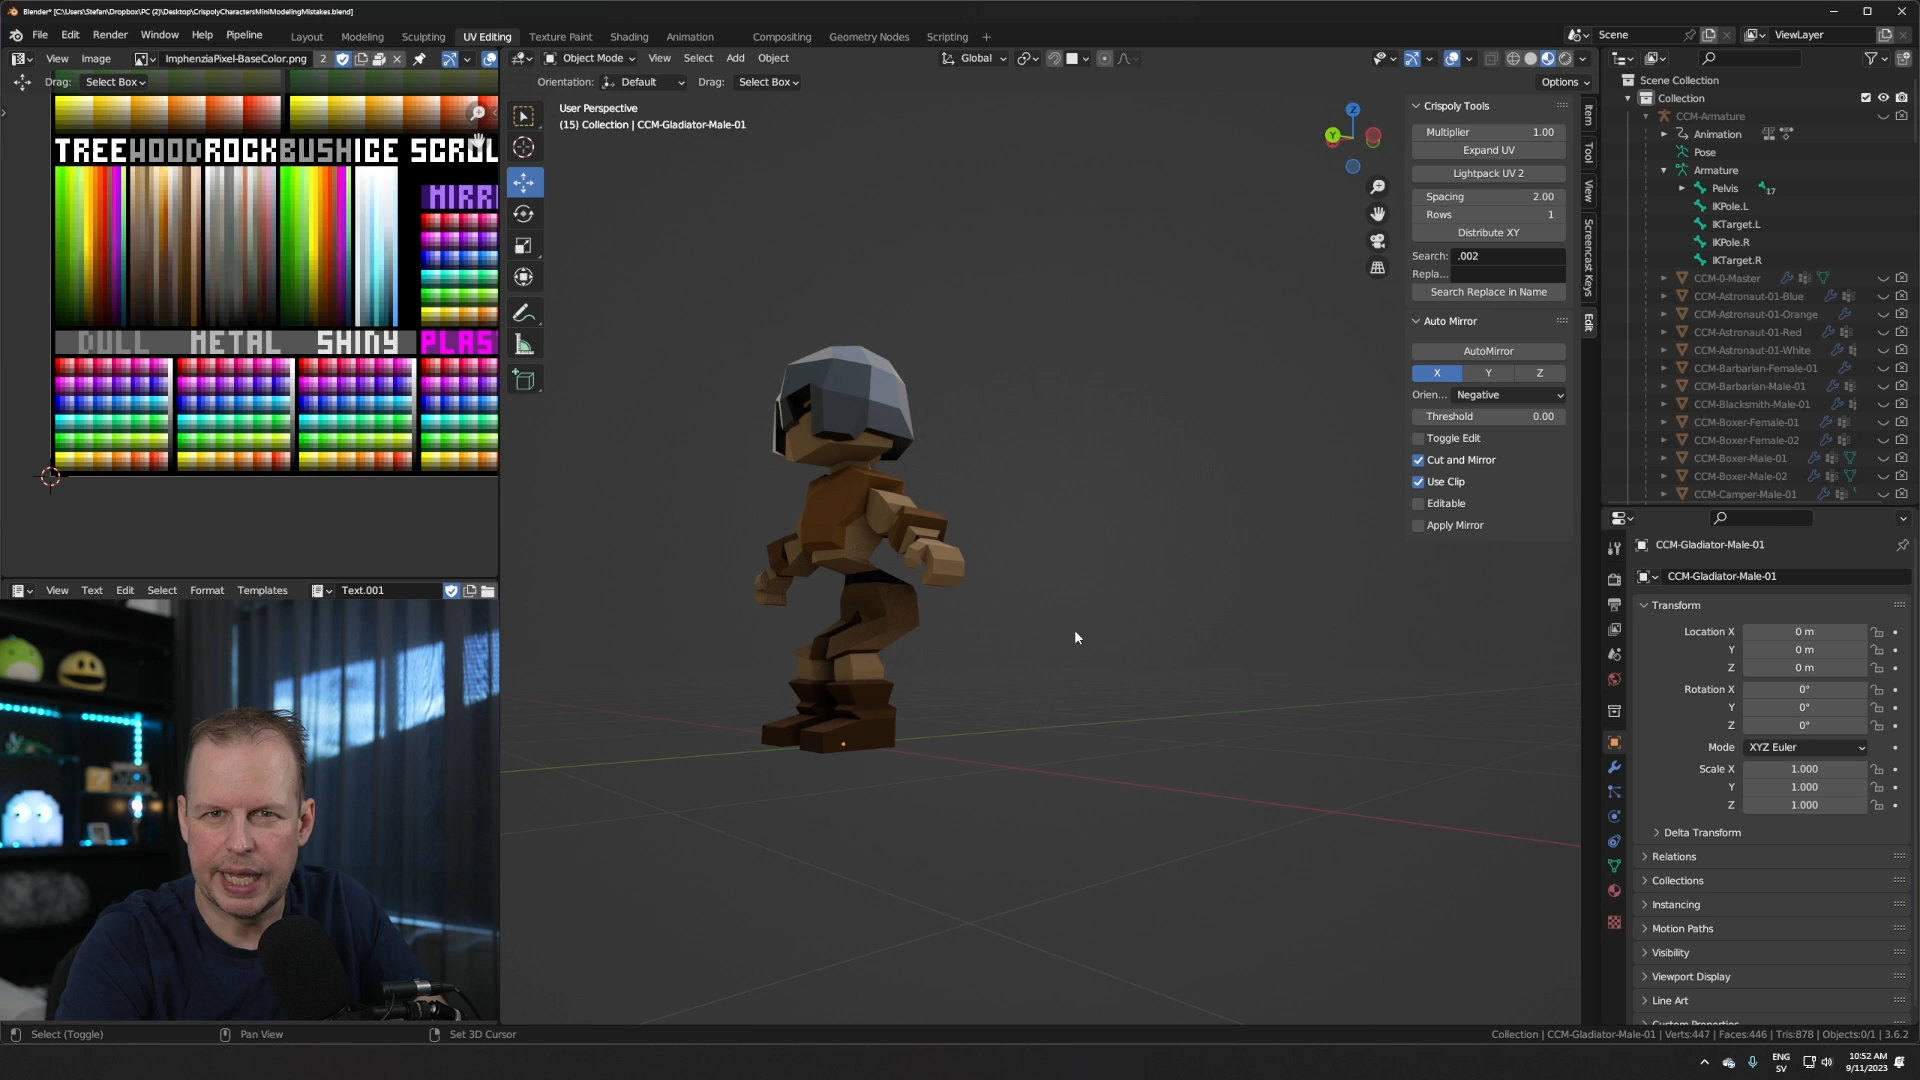 Blender* [C:\Users\Stefan\Dropbox\PC (2)\Desktop\CrispolyCharactersMiniModelingMistakes.blend]
File Edit Render Window Help Pipeline Layout Modeling Sculpting UV Editing Texture Paint Shading Animation Compositing Geometry Nodes Scripting +
Scene ViewLayer
View Image ImphenziaPixel-BaseColor.png 2
Object Mode View Select Add Object Global
Drag: Select Box
Orientation: Default Drag: Select Box Options
User Perspective
(15) Collection | CCM-Gladiator-Male-01
TREE WOOD ROCK BUSH ICE SCROL
MIRR
DULL METAL SHINY PLAS
Z
Y
Crispoly Tools
Multiplier 1.00
Expand UV
Lightpack UV 2
Spacing 2.00
Rows 1
Distribute XY
Search: .002
Repla...
Search Replace in Name
Auto Mirror
AutoMirror
X Y Z
Orien... Negative
Threshold 0.00
Toggle Edit
Cut and Mirror
Use Clip
Editable
Apply Mirror
Item
Tool
View
Screencast Keys
Edit
Scene Collection
Collection
CCM-Armature
Animation
Pose
Armature
Pelvis 17
IKPole.L
IKTarget.L
IKPole.R
IKTarget.R
CCM-0-Master
CCM-Astronaut-01-Blue
CCM-Astronaut-01-Orange
CCM-Astronaut-01-Red
CCM-Astronaut-01-White
CCM-Barbarian-Female-01
CCM-Barbarian-Male-01
CCM-Blacksmith-Male-01
CCM-Boxer-Female-01
CCM-Boxer-Female-02
CCM-Boxer-Male-01
CCM-Boxer-Male-02
CCM-Camper-Male-01
CCM-Gladiator-Male-01
CCM-Gladiator-Male-01
Transform
Location X 0 m
Y 0 m
Z 0 m
Rotation X 0°
Y 0°
Z 0°
Mode XYZ Euler
Scale X 1.000
Y 1.000
Z 1.000
Delta Transform
Relations
Collections
Instancing
Motion Paths
Visibility
Viewport Display
Line Art
Custom Properties
View Text Edit Select Format Templates Text.001
Select (Toggle) Pan View Set 3D Cursor
Collection | CCM-Gladiator-Male-01 | Verts:447 | Faces:446 | Tris:878 | Objects:0/1 | 3.6.2
ENG
SV
10:52 AM
9/11/2023